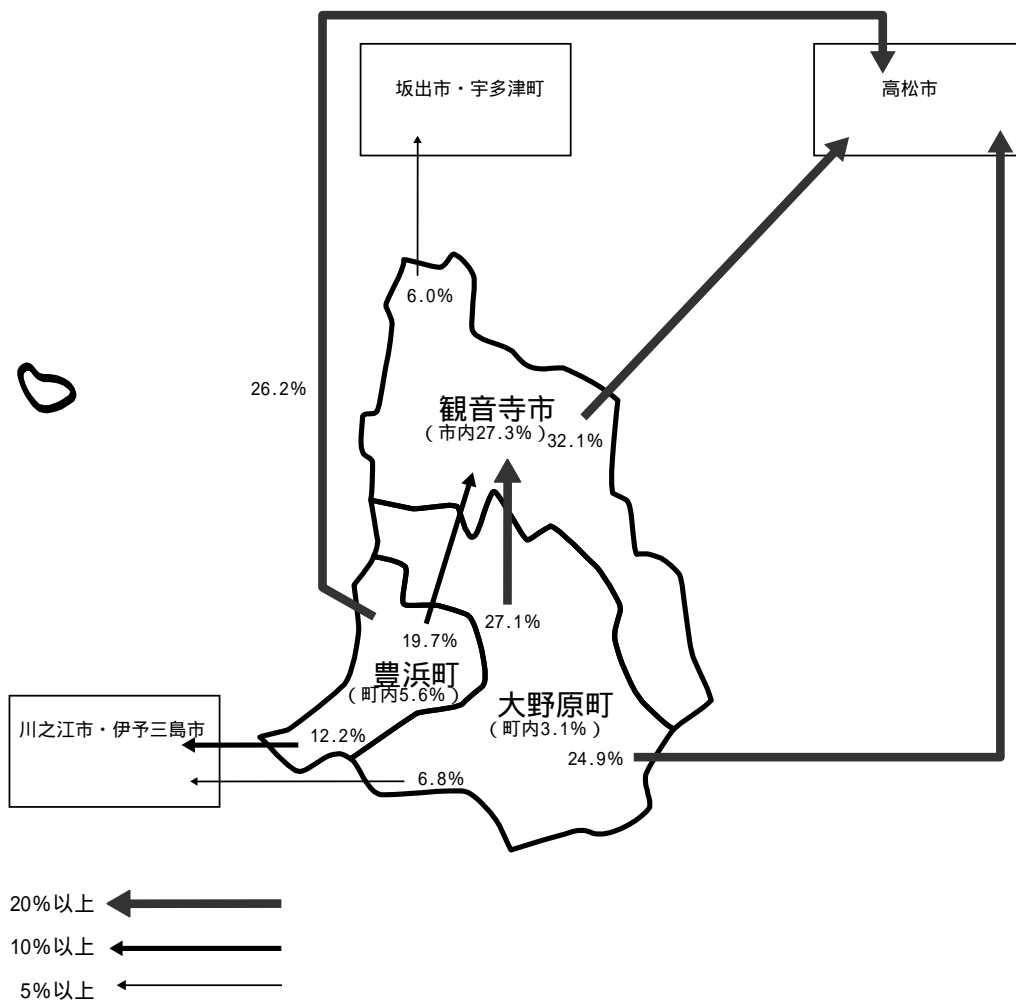 坂出市・宇多津町
高松市
6.0%
26.2%
観音寺市
（市内27.3%）
32.1%
27.1%
19.7%
豊浜町
（町内5.6%）
大野原町
（町内3.1%）
川之江市・伊予三島市
12.2%
24.9%
6.8%
20%以上
10%以上
5%以上